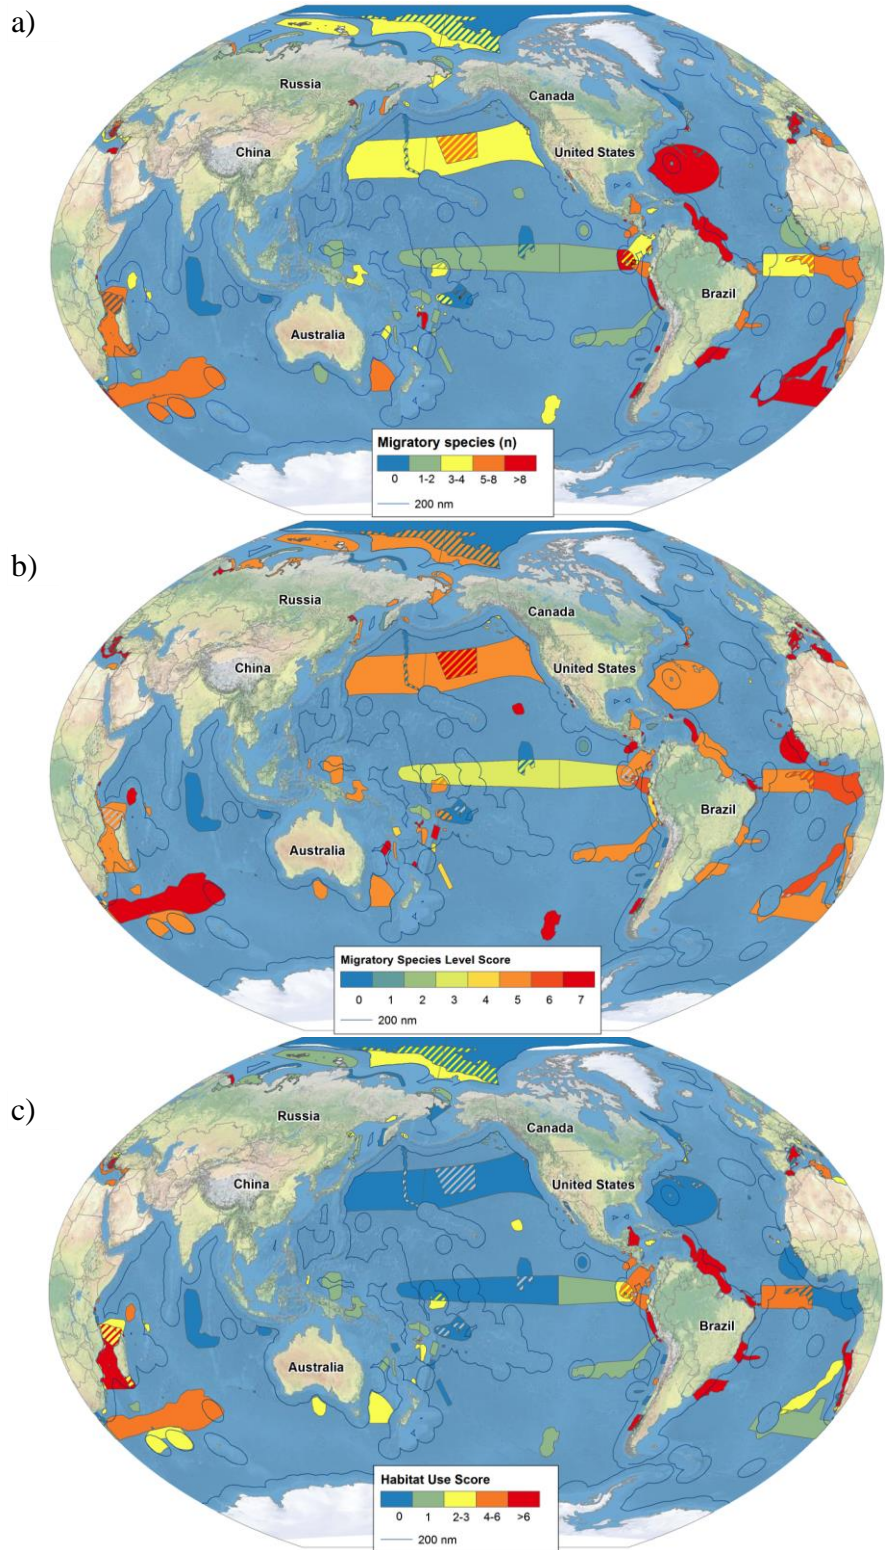 a)
Russia
Canada
China
United States
Brazil
Australia
Migratory species (n)
0 1-2 3-4 5-8 >8
200 nm
b)
Russia
Canada
China
United States
Brazil
Australia
Migratory Species Level Score
0 1 2 3 4 5 6 7
200 nm
c)
Russia
Canada
China
United States
Brazil
Australia
Habitat Use Score
0 1 2-3 4-6 >6
200 nm